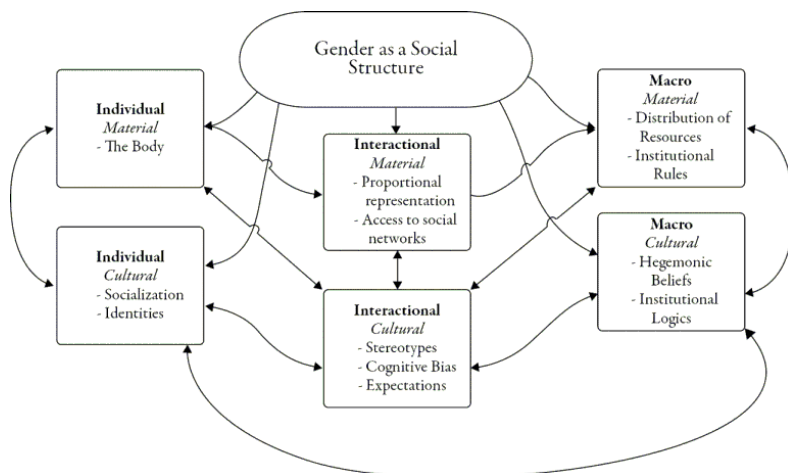 Gender as a Social
Structure
Individual
Material
- The Body
Interactional
Material
- Proportional
representation
- Access to social
networks
Macro
Material
- Distribution of
Resources
- Institutional
Rules
Individual
Cultural
- Socialization
- Identities
Interactional
Cultural
- Stereotypes
- Cognitive Bias
- Expectations
Macro
Cultural
- Hegemonic
Beliefs
- Institutional
Logics